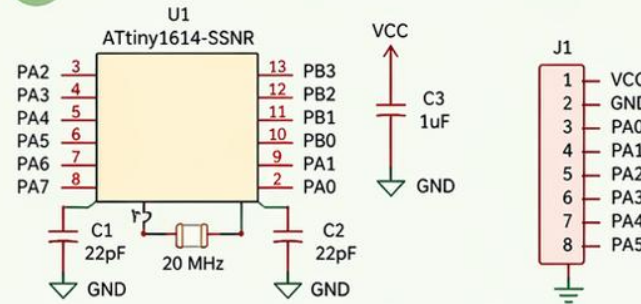 U1
ATtiny1614-SSNR
PA2 3
PA3 4
PA4 5
PA5 6
PA6 7
PA7 8
13 PB3
12 PB2
11 PB1
10 PB0
9 PA1
2 PA0
C1
22pF
GND
20 MHz
C2
22pF
GND
VCC
C3
1uF
GND
J1
1 VCC
2 GND
3 PA0
4 PA1
5 PA2
6 PA3
7 PA4
8 PA5